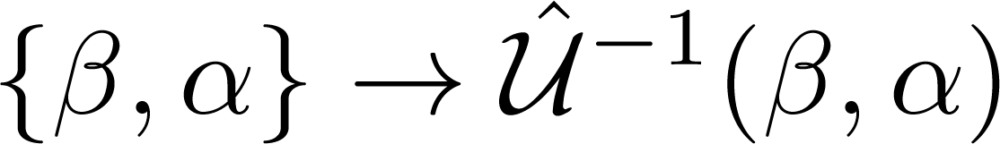 {β, α} → 𝒰̂⁻¹(β, α)